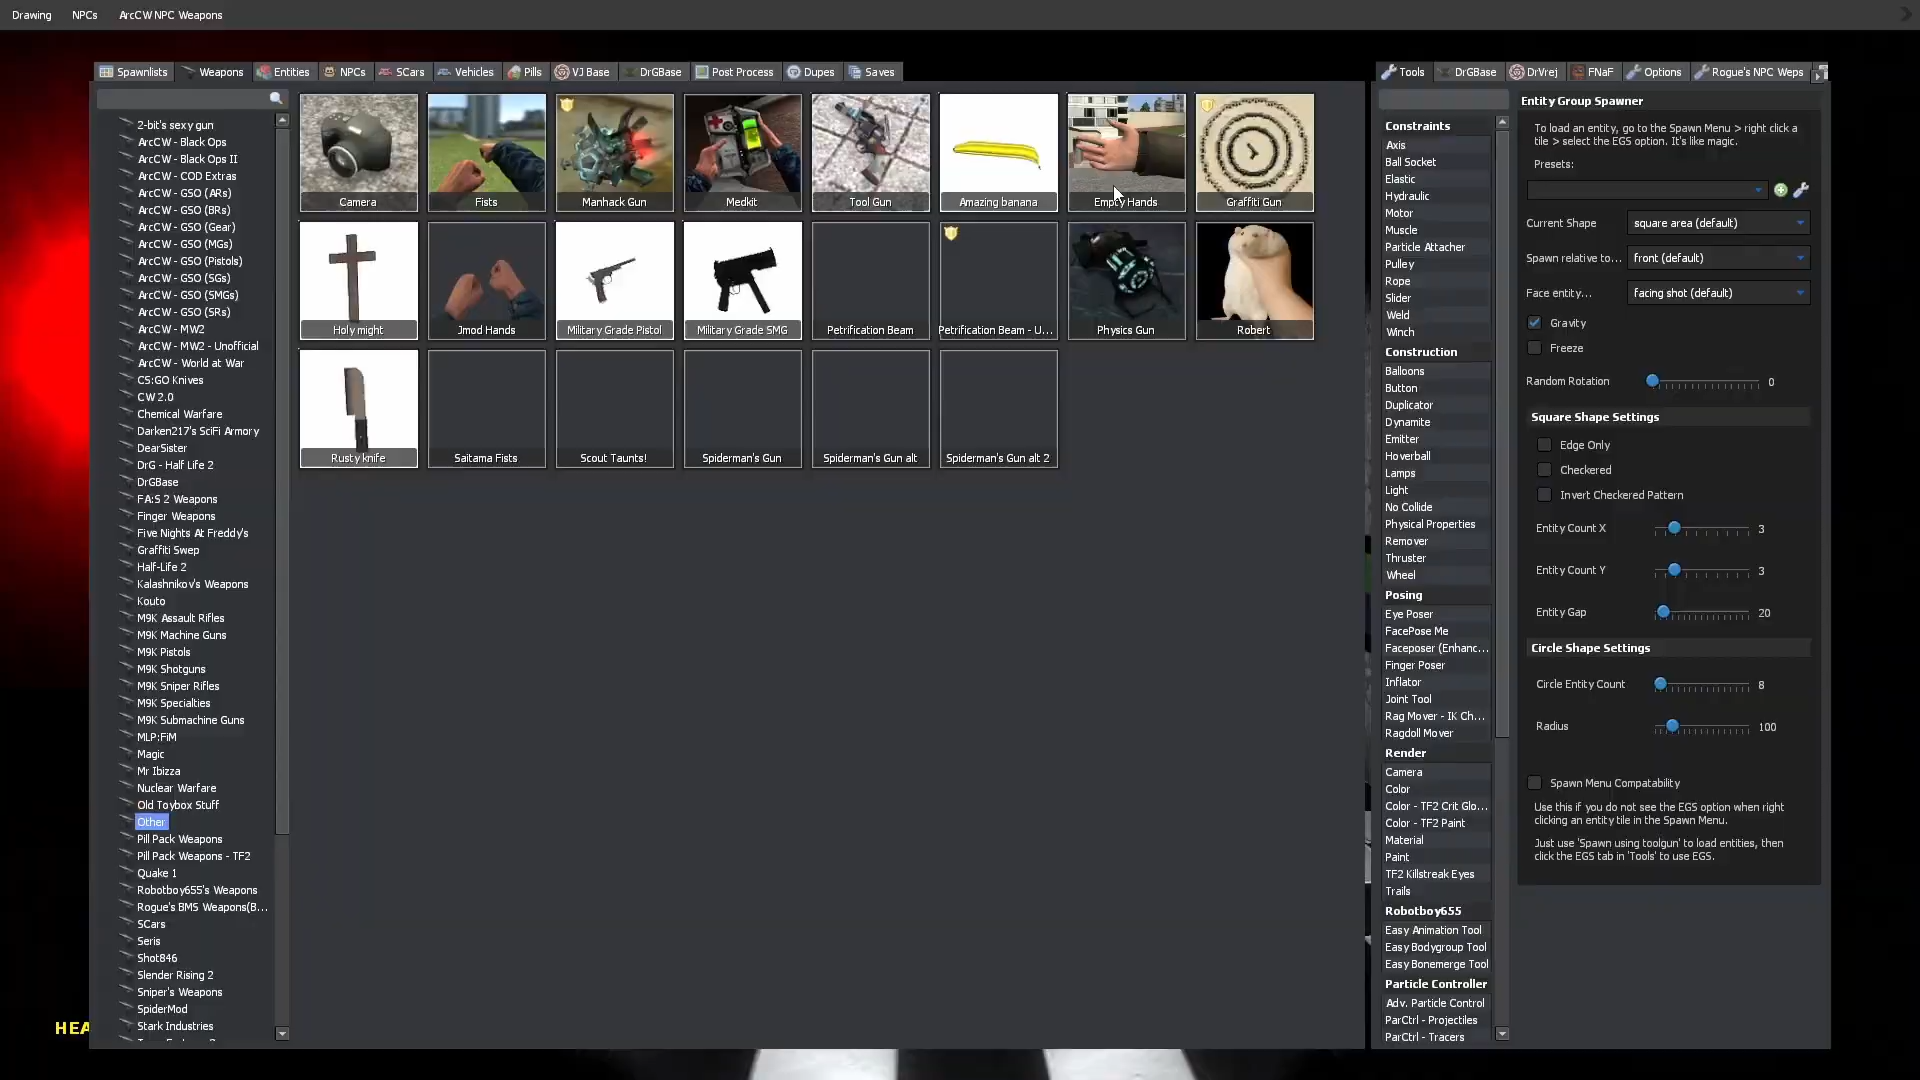 Drawing NPCs ArcCW NPC Weapons
Spawnlists Weapons Entities NPCs SCars Vehicles Pills VJ Base DrGBase Post Process Dupes Saves
2-bit's sexy gun
ArcCW - Black Ops
ArcCW - Black Ops II
ArcCW - COD Extras
ArcCW - GSO (ARs)
ArcCW - GSO (BRs)
ArcCW - GSO (Gear)
ArcCW - GSO (MGs)
ArcCW - GSO (Pistols)
ArcCW - GSO (SGs)
ArcCW - GSO (SMGs)
ArcCW - GSO (SRs)
ArcCW - MW2
ArcCW - MW2 - Unofficial
ArcCW - World at War
CS:GO Knives
CW 2.0
Chemical Warfare
Darken217's SciFi Armory
DearSister
DrG - Half Life 2
DrGBase
FA:S 2 Weapons
Finger Weapons
Five Nights At Freddy's
Graffiti Swep
Half-Life 2
Kalashnikov's Weapons
Kouto
M9K Assault Rifles
M9K Machine Guns
M9K Pistols
M9K Shotguns
M9K Sniper Rifles
M9K Specialties
M9K Submachine Guns
MLP:FiM
Magic
Mr Ibizza
Nuclear Warfare
Old Toybox Stuff
Other
Pill Pack Weapons
Pill Pack Weapons - TF2
Quake 1
Robotboy655's Weapons
Rogue's BMS Weapons(B...
SCars
Seris
Shot846
Slender Rising 2
Sniper's Weapons
SpiderMod
Stark Industries
HEA
Camera Fists Manhack Gun Medkit Tool Gun Amazing banana Empty Hands Graffiti Gun
Holy might Jmod Hands Military Grade Pistol Military Grade SMG Petrification Beam Petrification Beam - U... Physics Gun Robert
Rusty knife Saitama Fists Scout Taunts! Spiderman's Gun Spiderman's Gun alt Spiderman's Gun alt 2
Tools DrGBase DrVrej FNaF Options Rogue's NPC Weps
Constraints
Axis
Ball Socket
Elastic
Hydraulic
Motor
Muscle
Particle Attacher
Pulley
Rope
Slider
Weld
Winch
Construction
Balloons
Button
Duplicator
Dynamite
Emitter
Hoverball
Lamps
Light
No Collide
Physical Properties
Remover
Thruster
Wheel
Posing
Eye Poser
FacePose Me
Faceposer (Enhanc...
Finger Poser
Inflator
Joint Tool
Rag Mover - IK Ch...
Ragdoll Mover
Render
Camera
Color
Color - TF2 Crit Glo...
Color - TF2 Paint
Material
Paint
TF2 Killstreak Eyes
Trails
Robotboy655
Easy Animation Tool
Easy Bodygroup Tool
Easy Bonemerge Tool
Particle Controller
Adv. Particle Control
ParCtrl - Projectiles
ParCtrl - Tracers
Entity Group Spawner
To load an entity, go to the Spawn Menu > right click a
tile > select the EGS option. It's like magic.
Presets:
Current Shape square area (default)
Spawn relative to... front (default)
Face entity... facing shot (default)
Gravity
Freeze
Random Rotation 0
Square Shape Settings
Edge Only
Checkered
Invert Checkered Pattern
Entity Count X 3
Entity Count Y 3
Entity Gap 20
Circle Shape Settings
Circle Entity Count 8
Radius 100
Spawn Menu Compatability
Use this if you do not see the EGS option when right
clicking an entity tile in the Spawn Menu.
Just use 'Spawn using toolgun' to load entities, then
click the EGS tab in 'Tools' to use EGS.